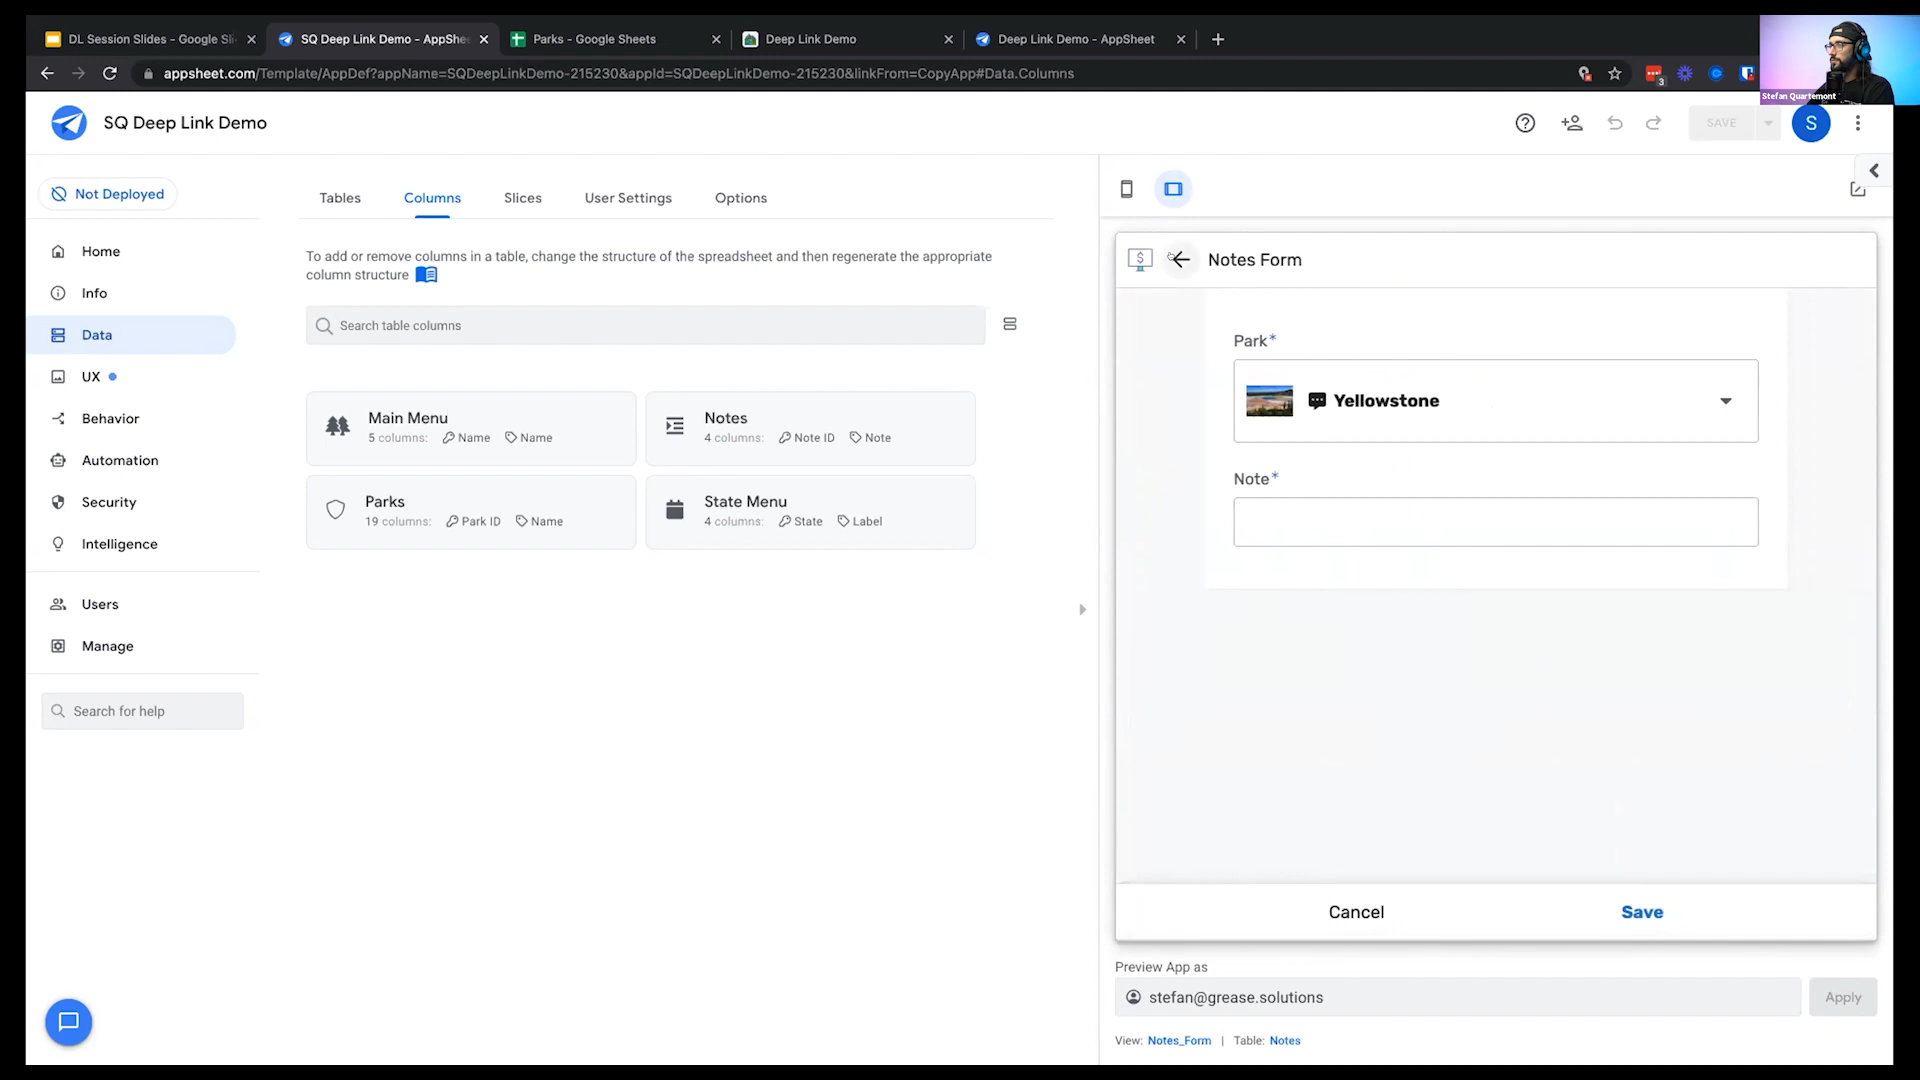 DL Session Slides - Google Sli
SQ Deep Link Demo - AppShee
Parks - Google Sheets
Deep Link Demo
Deep Link Demo - AppSheet
appsheet.com/Template/AppDef?appName=SQDeepLinkDemo-215230&appId=SQDeepLinkDemo-215230&linkFrom=CopyApp#Data.Columns
3
Stefan Quartemont
SQ Deep Link Demo
SAVE
S
Not Deployed
Home
Info
Data
UX
Behavior
Automation
Security
Intelligence
Users
Manage
Search for help
Tables
Columns
Slices
User Settings
Options
To add or remove columns in a table, change the structure of the spreadsheet and then regenerate the appropriate
column structure
Search table columns
Main Menu
5 columns: Name Name
Notes
4 columns: Note ID Note
Parks
19 columns: Park ID Name
State Menu
4 columns: State Label
Notes Form
Park*
Yellowstone
Note*
Cancel
Save
Preview App as
stefan@grease.solutions
Apply
View: Notes_Form | Table: Notes